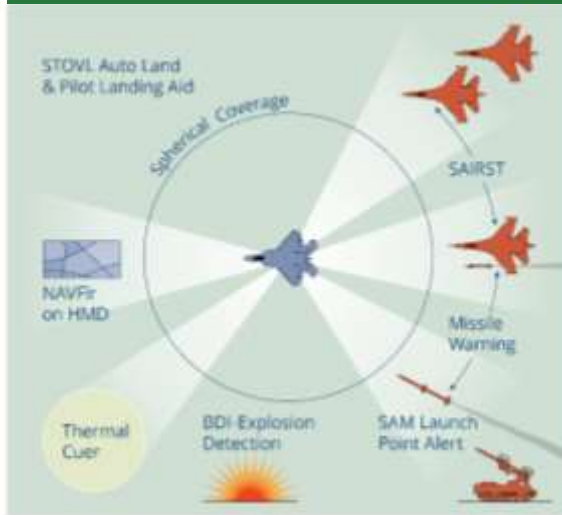 STOVL Auto Land
& Pilot Landing Aid
Spherical Coverage
SAIRST
NAVFir
on HMD
Missile
Warning
Thermal
Cuer
BDI-Explosion
Detection
SAM Launch
Point Alert